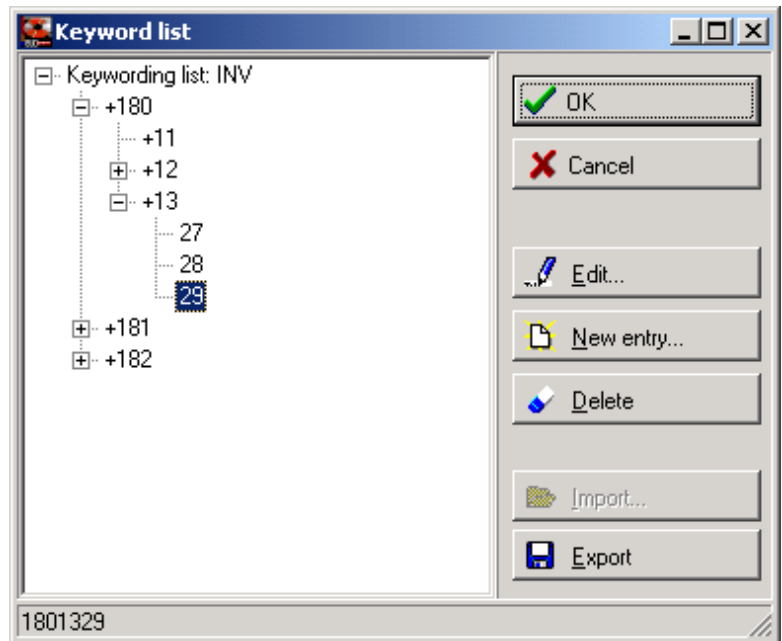 Keyword list
Keywording list: INV
+180
+11
+12
+13
27
28
29
+181
+182
OK
Cancel
Edit...
New entry...
Delete
Import...
Export
1801329